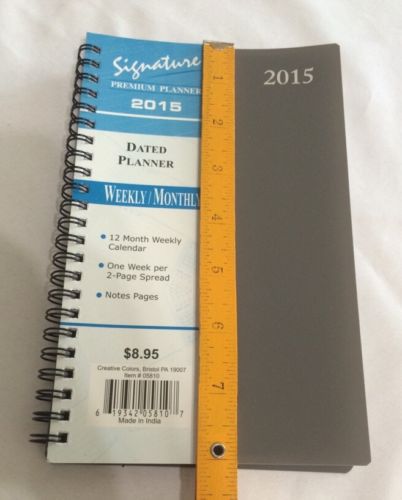 Signature
PREMIUM PLANNER
2015
DATED
PLANNER
WEEKLY/MONTHLY
• 12 Month Weekly
Calendar
• One Week per
2-Page Spread
• Notes Pages
$8.95
Creative Colors, Bristol PA 19007
Item # 05810
6 19342 05810 7
Made in India
2015
1
2
3
4
5
6
7